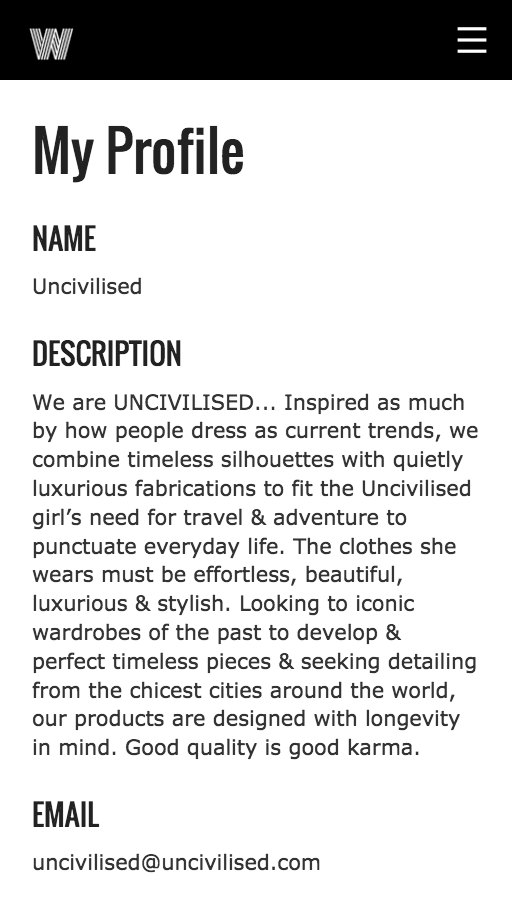 W
My Profile
NAME
Uncivilised
DESCRIPTION
We are UNCIVILISED... Inspired as much
by how people dress as current trends, we
combine timeless silhouettes with quietly
luxurious fabrications to fit the Uncivilised
girl’s need for travel & adventure to
punctuate everyday life. The clothes she
wears must be effortless, beautiful,
luxurious & stylish. Looking to iconic
wardrobes of the past to develop &
perfect timeless pieces & seeking detailing
from the chicest cities around the world,
our products are designed with longevity
in mind. Good quality is good karma.
EMAIL
uncivilised@uncivilised.com